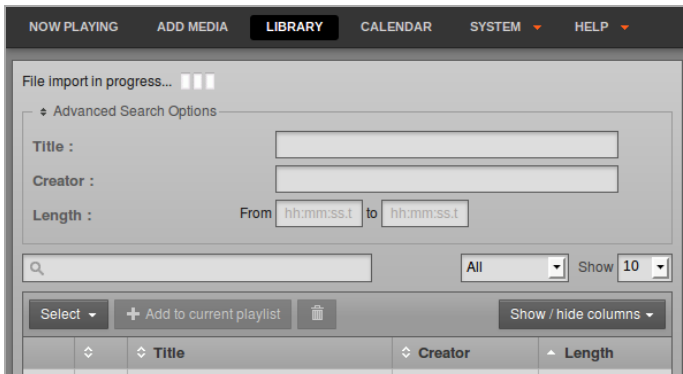 NOW PLAYING ADD MEDIA LIBRARY CALENDAR SYSTEM HELP
File import in progress...
Advanced Search Options
Title :
Creator :
Length : From hh:mm:ss.t to hh:mm:ss.t
All Show 10
Select + Add to current playlist Show / hide columns
Title Creator Length